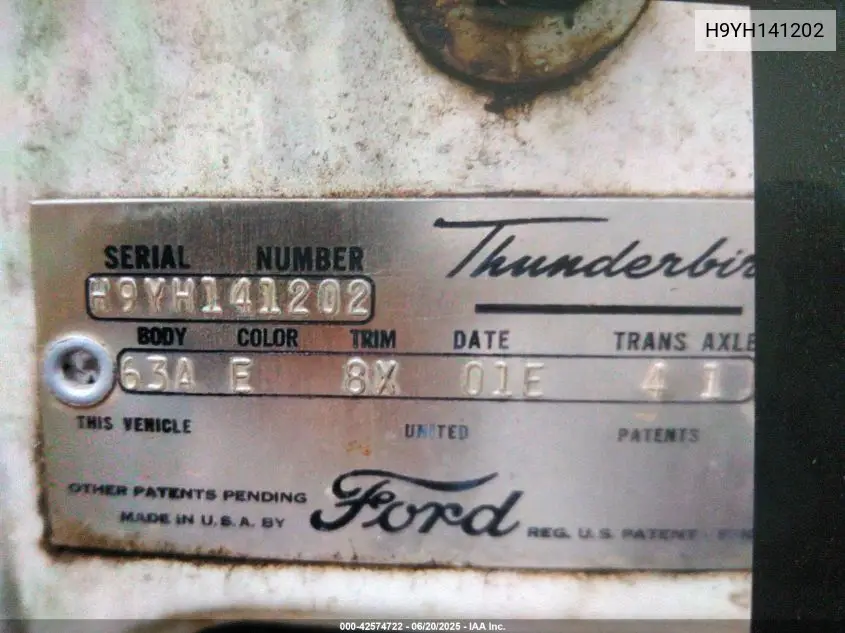 H9YH141202
SERIAL NUMBER
Thunderbir
H9YH141202
BODY COLOR TRIM DATE TRANS AXLE
63A E 8X 01E 4 1
THIS VEHICLE UNITED PATENTS
OTHER PATENTS PENDING
MADE IN U.S.A. BY
Ford
REG. U.S. PATENT
000-42574722 - 06/20/2025 - IAA Inc.